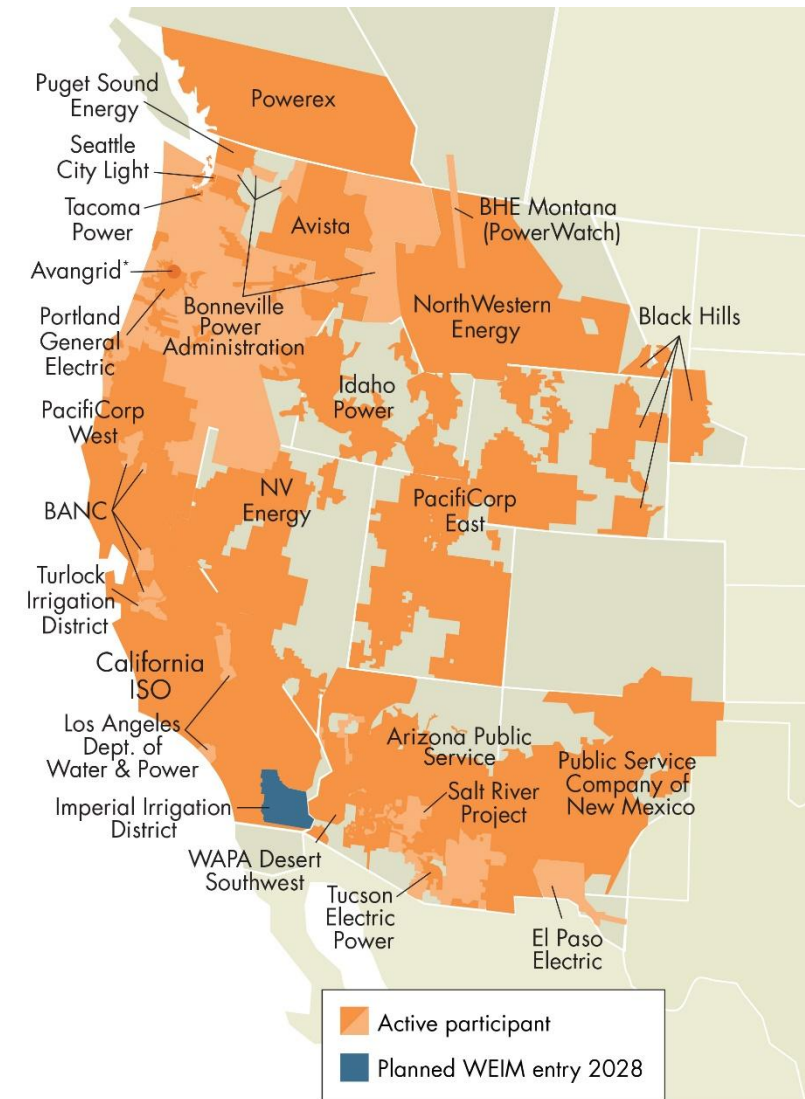 Puget Sound
Energy
Powerex
Seattle
City Light
Tacoma
Power
Avista
BHE Montana
(PowerWatch)
Avangrid*
Bonneville
Power
Administration
NorthWestern
Energy
Black Hills
Portland
General
Electric
Idaho
Power
PacifiCorp
West
NV
Energy
PacifiCorp
East
BANC
Turlock
Irrigation
District
California
ISO
Los Angeles
Dept. of
Water & Power
Arizona Public
Service
Public Service
Company of
New Mexico
Salt River
Project
Imperial Irrigation
District
WAPA Desert
Southwest
Tucson
Electric
Power
El Paso
Electric
Active participant
Planned WEIM entry 2028